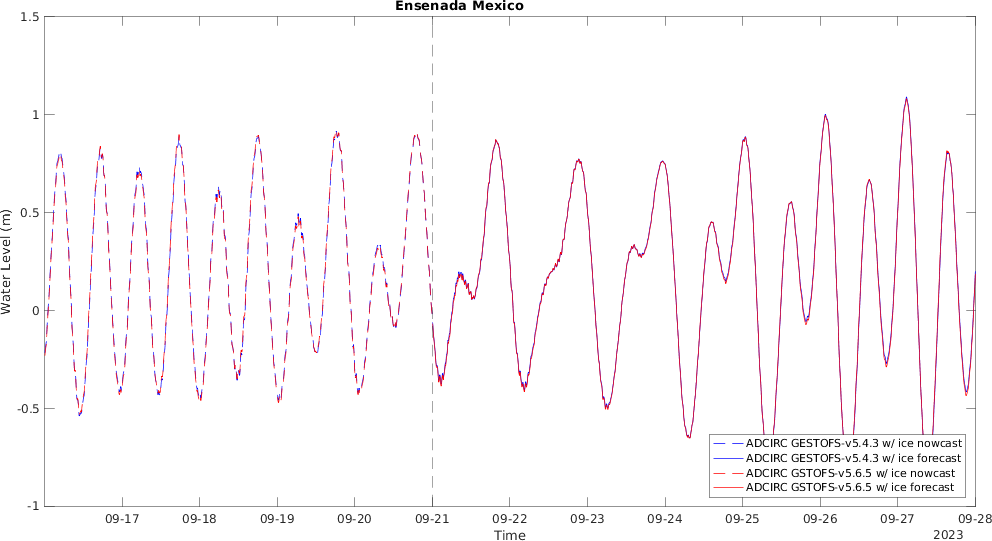 Ensenada Mexico
1.5
1
0.5
0
-0.5
-1
Water Level (m)
ADCIRC GESTOFS-v5.4.3 w/ ice nowcast
ADCIRC GESTOFS-v5.4.3 w/ ice forecast
ADCIRC GSTOFS-v5.6.5 w/ ice nowcast
ADCIRC GSTOFS-v5.6.5 w/ ice forecast
09-17 09-18 09-19 09-20 09-21 09-22 09-23 09-24 09-25 09-26 09-27 09-28
Time
2023